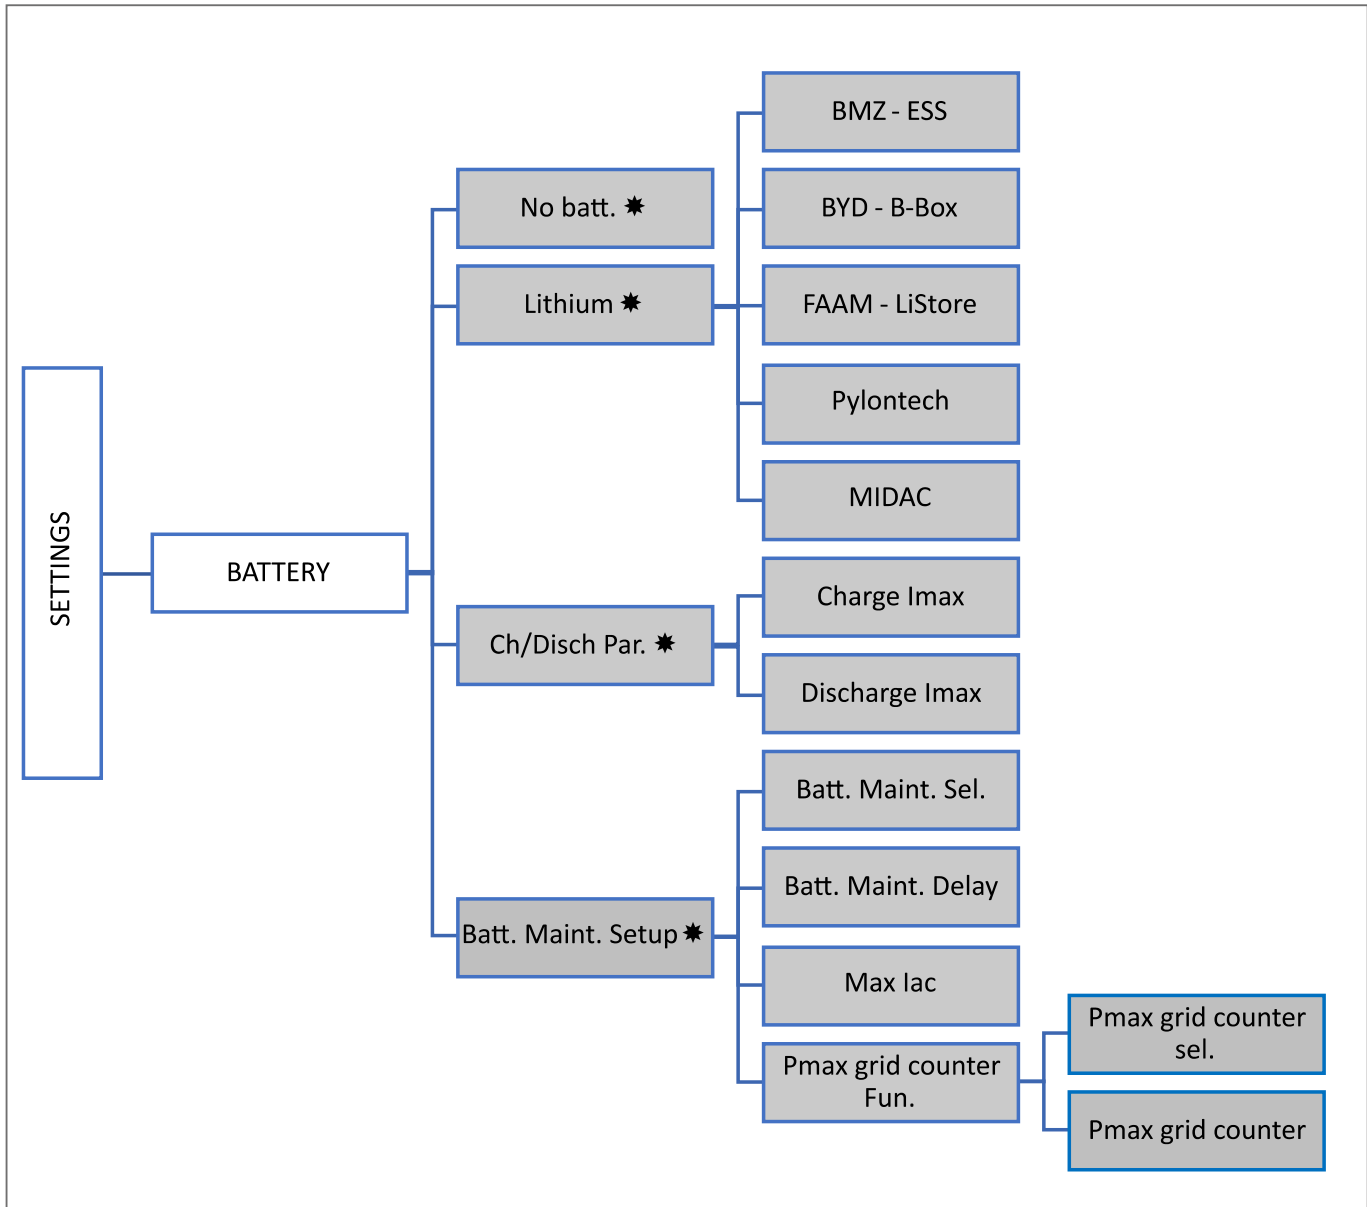 SETTINGS
BATTERY
No batt. ✸
Lithium ✸
BMZ - ESS
BYD - B-Box
FAAM - LiStore
Pylontech
MIDAC
Ch/Disch Par. ✸
Charge Imax
Discharge Imax
Batt. Maint. Setup ✸
Batt. Maint. Sel.
Batt. Maint. Delay
Max Iac
Pmax grid counter
Fun.
Pmax grid counter
sel.
Pmax grid counter